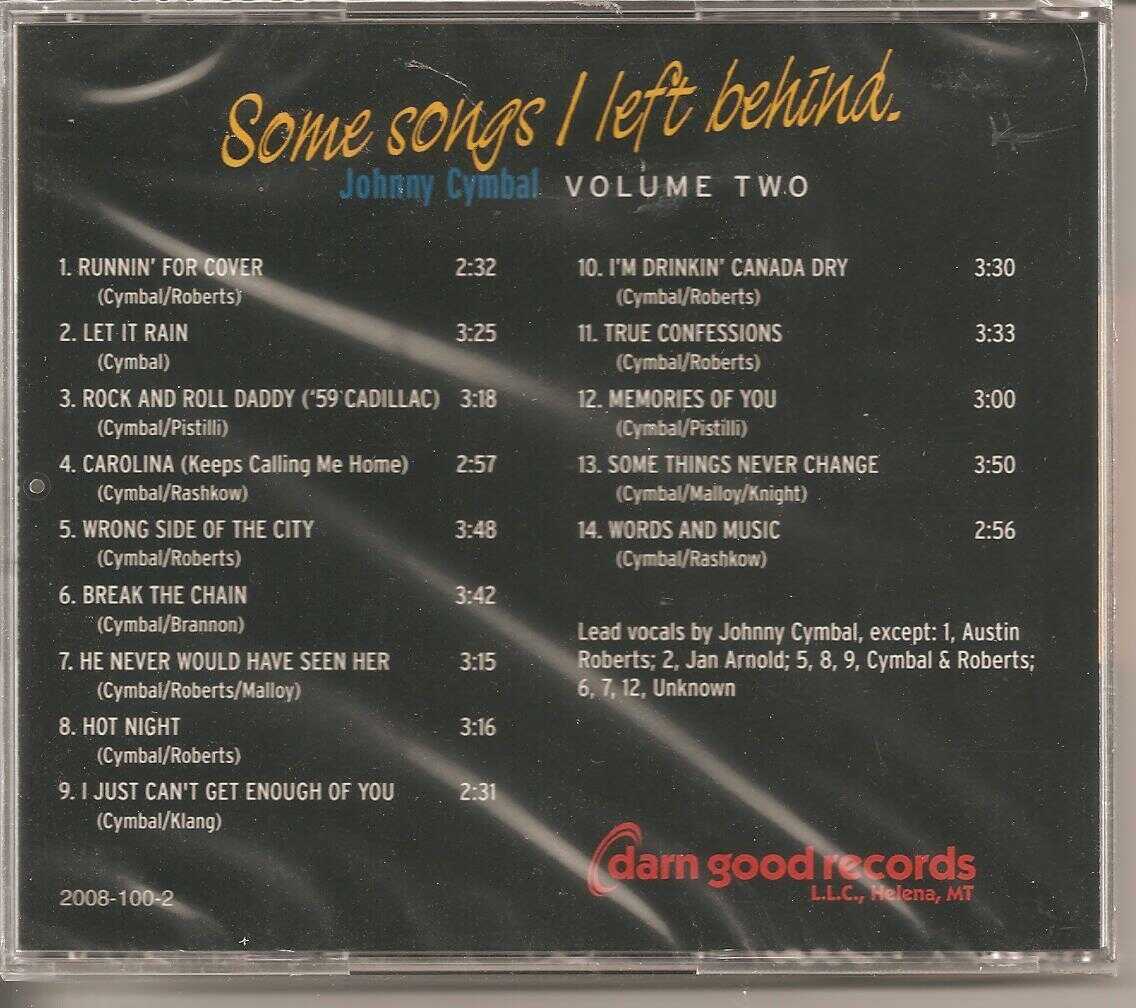 Some songs I left behind.
Johnny Cymbal VOLUME TWO
1. RUNNIN' FOR COVER 2:32
(Cymbal/Roberts)
2. LET IT RAIN 3:25
(Cymbal)
3. ROCK AND ROLL DADDY ('59 CADILLAC) 3:18
(Cymbal/Pistilli)
4. CAROLINA (Keeps Calling Me Home) 2:57
(Cymbal/Rashkow)
5. WRONG SIDE OF THE CITY 3:48
(Cymbal/Roberts)
6. BREAK THE CHAIN 3:42
(Cymbal/Brannon)
7. HE NEVER WOULD HAVE SEEN HER 3:15
(Cymbal/Roberts/Malloy)
8. HOT NIGHT 3:16
(Cymbal/Roberts)
9. I JUST CAN'T GET ENOUGH OF YOU 2:31
(Cymbal/Klang)
2008-100-2
10. I'M DRINKIN' CANADA DRY 3:30
(Cymbal/Roberts)
11. TRUE CONFESSIONS 3:33
(Cymbal/Roberts)
12. MEMORIES OF YOU 3:00
(Cymbal/Pistilli)
13. SOME THINGS NEVER CHANGE 3:50
(Cymbal/Malloy/Knight)
14. WORDS AND MUSIC 2:56
(Cymbal/Rashkow)
Lead vocals by Johnny Cymbal, except: 1, Austin
Roberts; 2, Jan Arnold; 5, 8, 9, Cymbal & Roberts;
6, 7, 12, Unknown
darn good records
L.L.C., Helena, MT